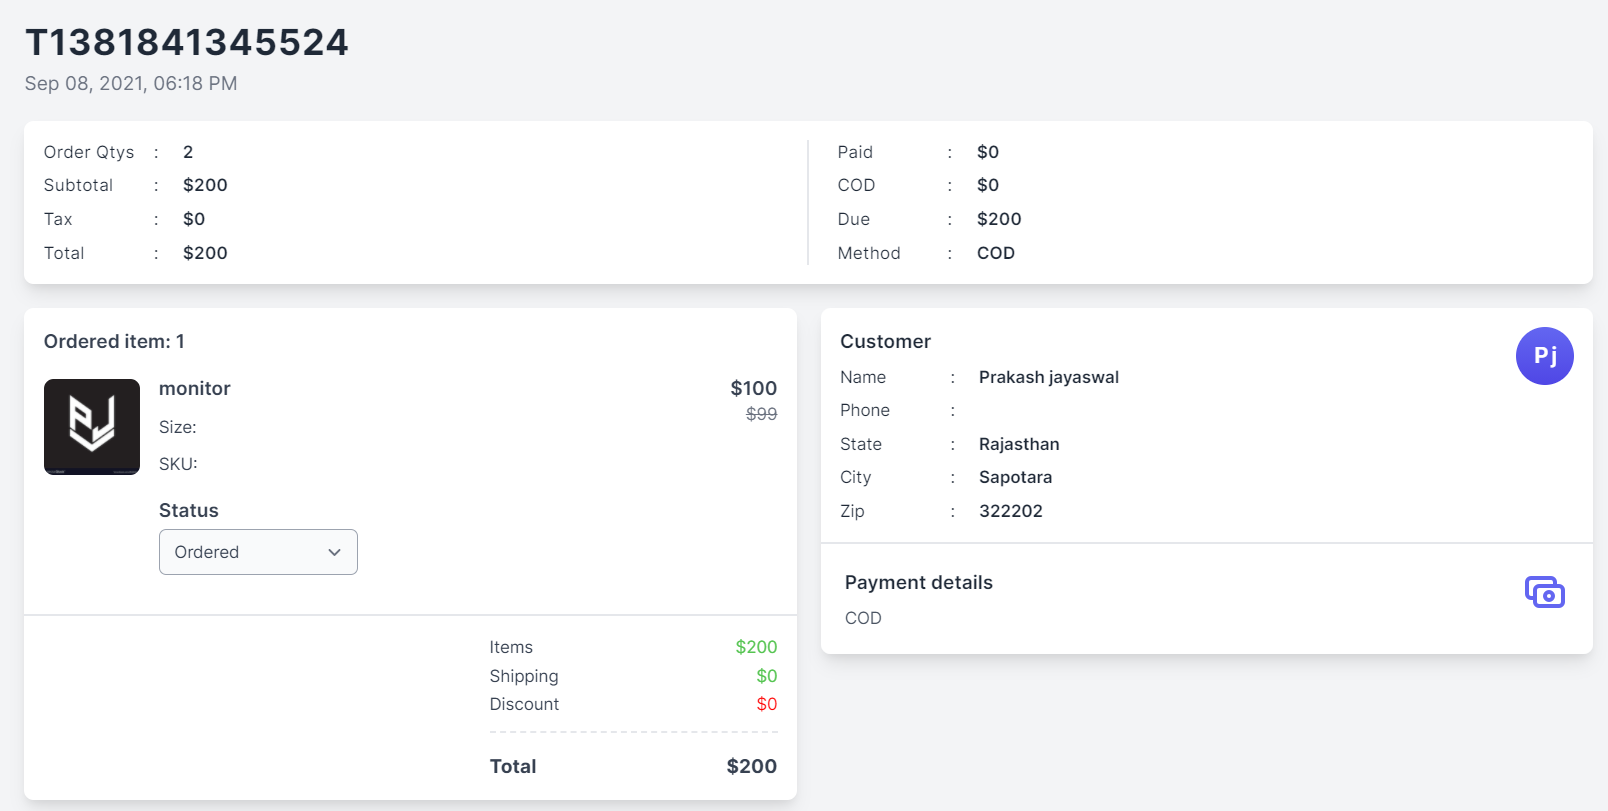 T1381841345524
Sep 08, 2021, 06:18 PM
Order Qtys : 2
Subtotal : $200
Tax : $0
Total : $200
Paid : $0
COD : $0
Due : $200
Method : COD
Ordered item: 1
monitor $100
$99
Size:
SKU:
Status
Ordered
Items $200
Shipping $0
Discount $0
Total $200
Customer
Pj
Name : Prakash jayaswal
Phone :
State : Rajasthan
City : Sapotara
Zip : 322202
Payment details
COD